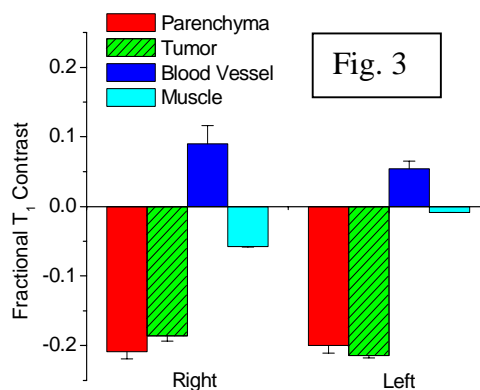 Parenchyma
Tumor
Blood Vessel
Muscle
Fig. 3
0.2
0.1
0.0
-0.1
-0.2
Fractional T₁ Contrast
Right
Left